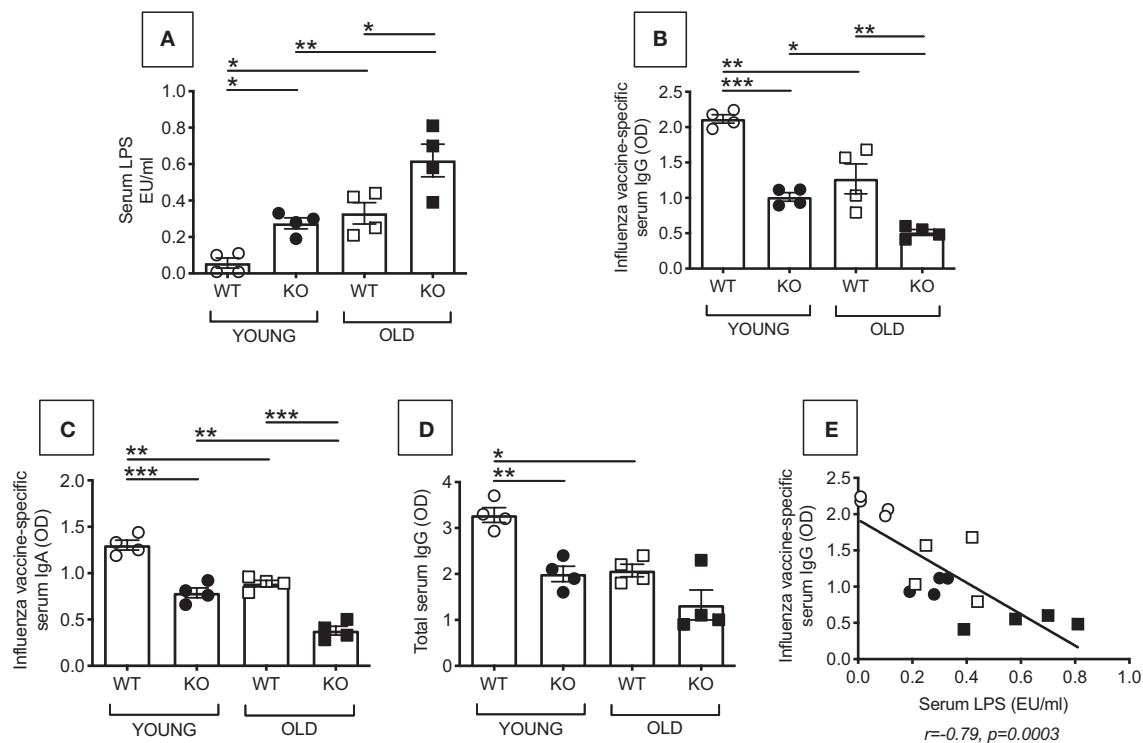 A
*
**
*
*
Serum LPS
EU/ml
1.0
0.8
0.6
0.4
0.2
0.0
WT KO WT KO
YOUNG OLD
B
**
*
**
***
Influenza vaccine-specific
serum IgG (OD)
2.5
2.0
1.5
1.0
0.5
0.0
WT KO WT KO
YOUNG OLD
C
***
**
**
***
Influenza vaccine-specific
serum IgA (OD)
2.0
1.5
1.0
0.5
0.0
WT KO WT KO
YOUNG OLD
D
*
**
Total serum IgG (OD)
4
3
2
1
0
WT KO WT KO
YOUNG OLD
E
Influenza vaccine-specific
serum IgG (OD)
2.5
2.0
1.5
1.0
0.5
0.0
0.0 0.2 0.4 0.6 0.8 1.0
Serum LPS (EU/ml)
r=-0.79, p=0.0003